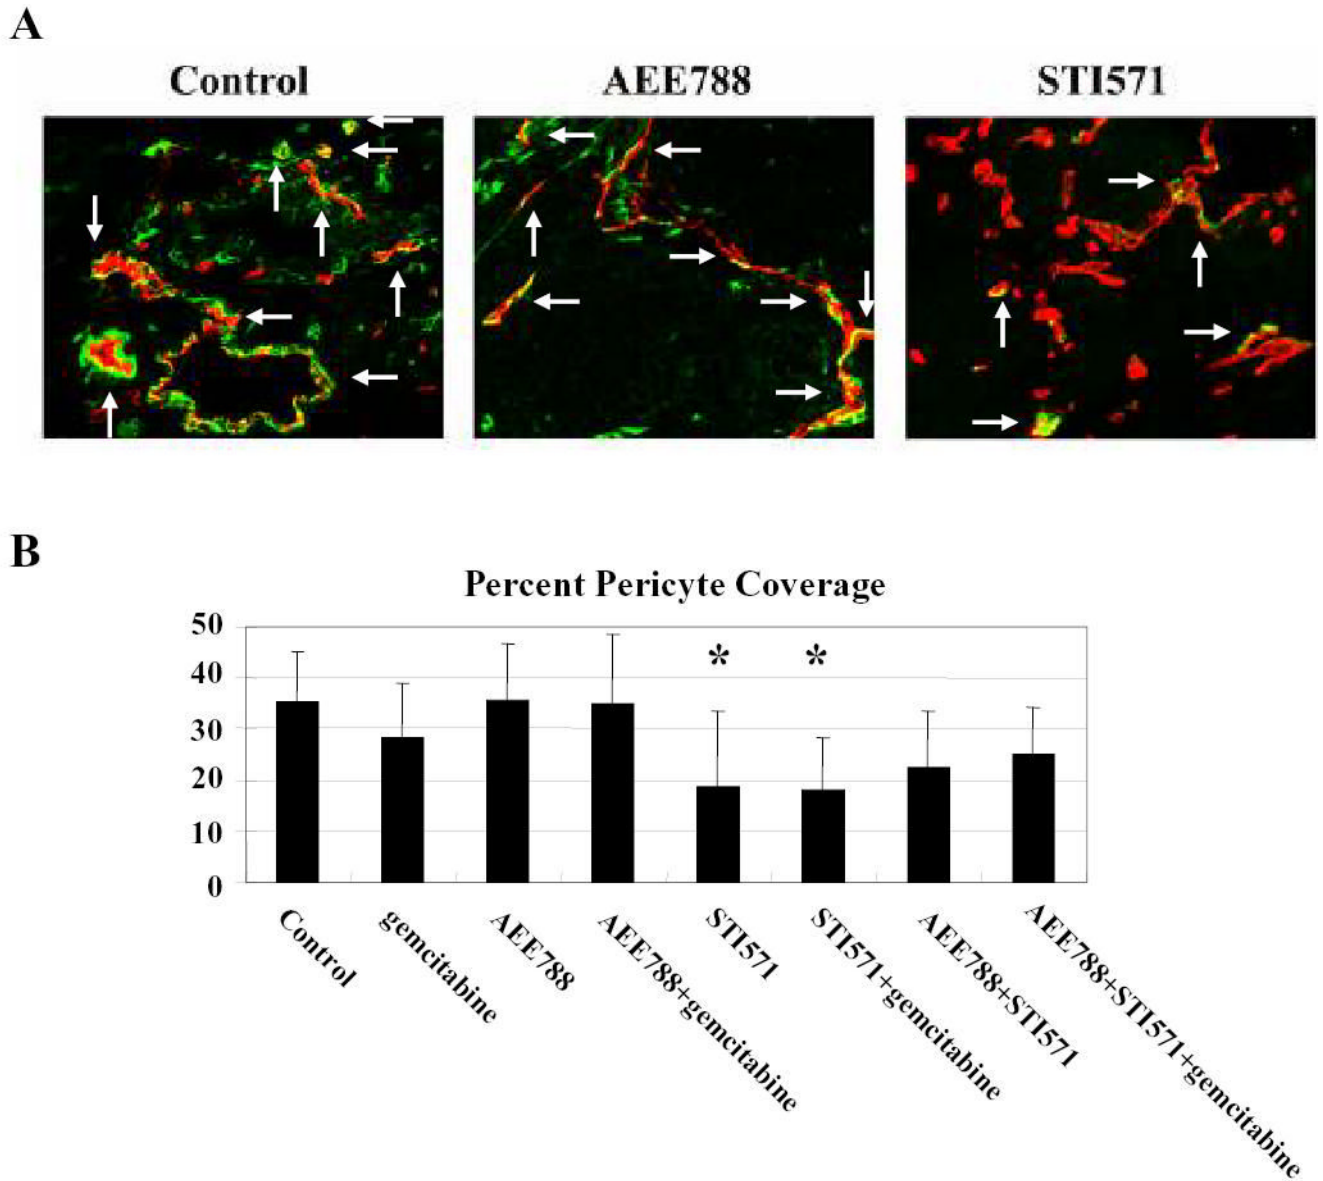 A
Control AEE788 STI571
B
Percent Pericyte Coverage
50
40
30
20
10
0
* *
Control
gemcitabine
AEE788
AEE788+gemcitabine
STI571
STI571+gemcitabine
AEE788+STI571
AEE788+STI571+gemcitabine